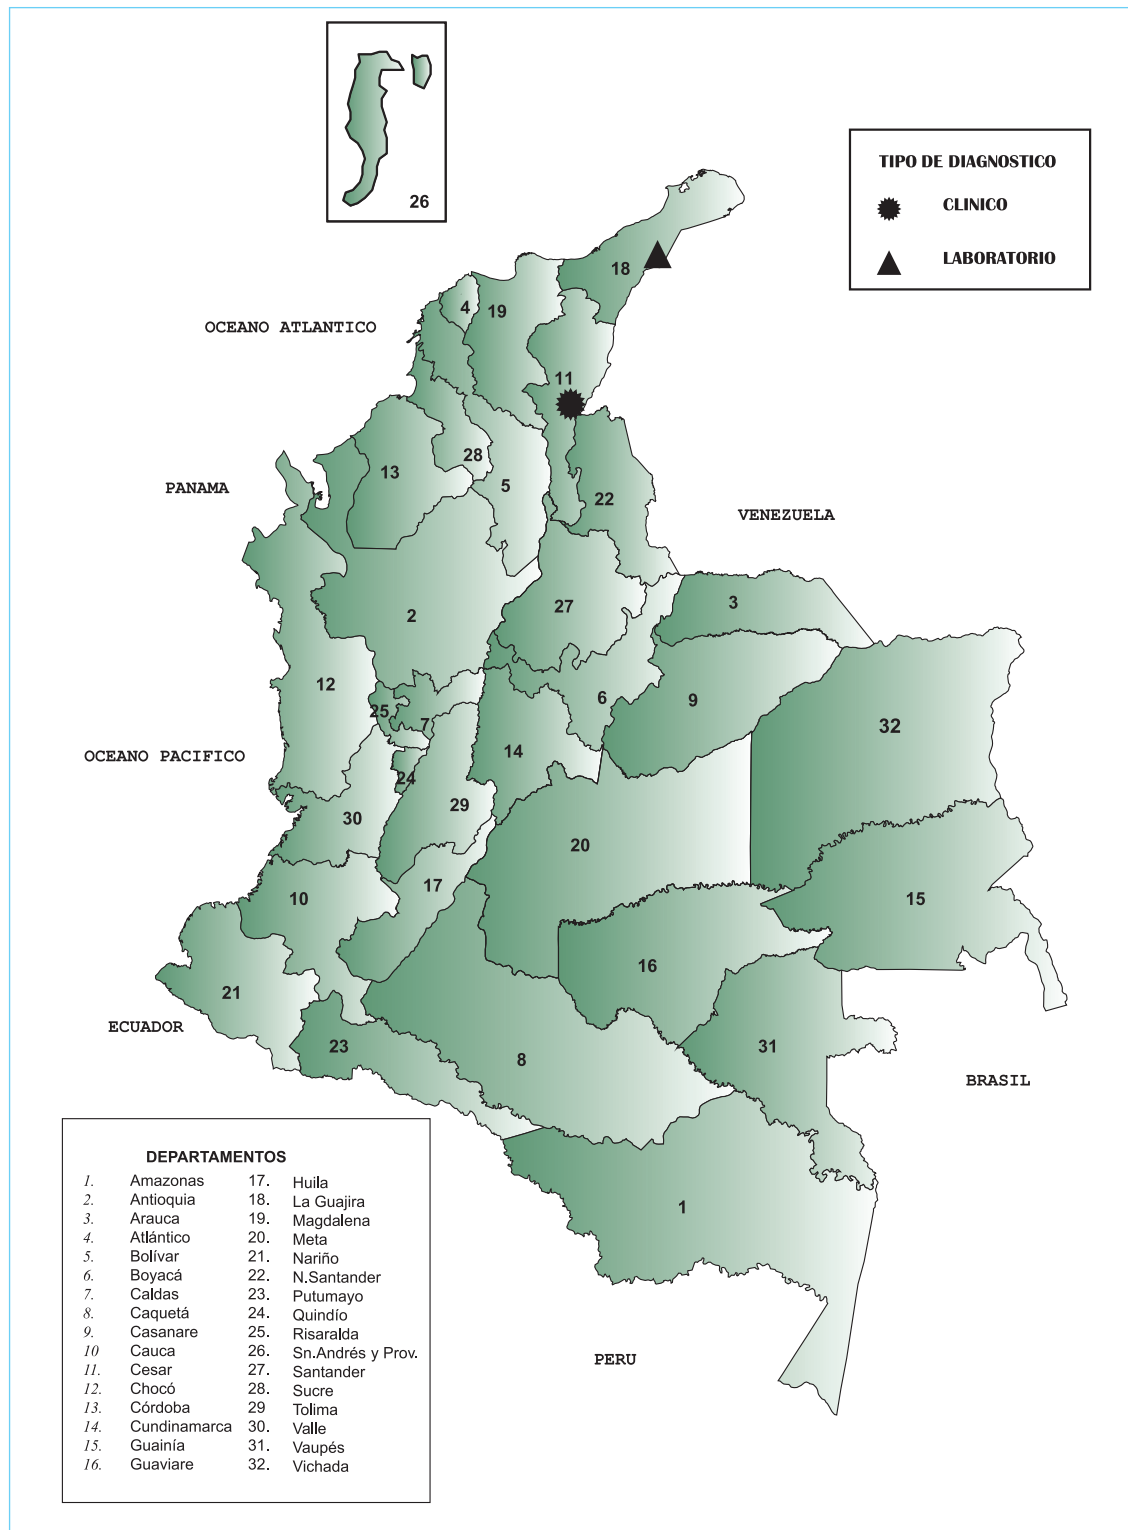 26
TIPO DE DIAGNOSTICO
CLINICO
LABORATORIO
18
4
19
OCEANO ATLANTICO
11
28
13
5
PANAMA
22
VENEZUELA
3
27
2
12
6
9
25
7
32
14
OCEANO PACIFICO
24
29
30
20
17
10
15
16
21
ECUADOR
23
8
31
BRASIL
1
PERU
DEPARTAMENTOS
1. Amazonas 17. Huila
2. Antioquia 18. La Guajira
3. Arauca 19. Magdalena
4. Atlántico 20. Meta
5. Bolívar 21. Nariño
6. Boyacá 22. N.Santander
7. Caldas 23. Putumayo
8. Caquetá 24. Quindío
9. Casanare 25. Risaralda
10 Cauca 26. Sn.Andrés y Prov.
11. Cesar 27. Santander
12. Chocó 28. Sucre
13. Córdoba 29 Tolima
14. Cundinamarca 30. Valle
15. Guainía 31. Vaupés
16. Guaviare 32. Vichada